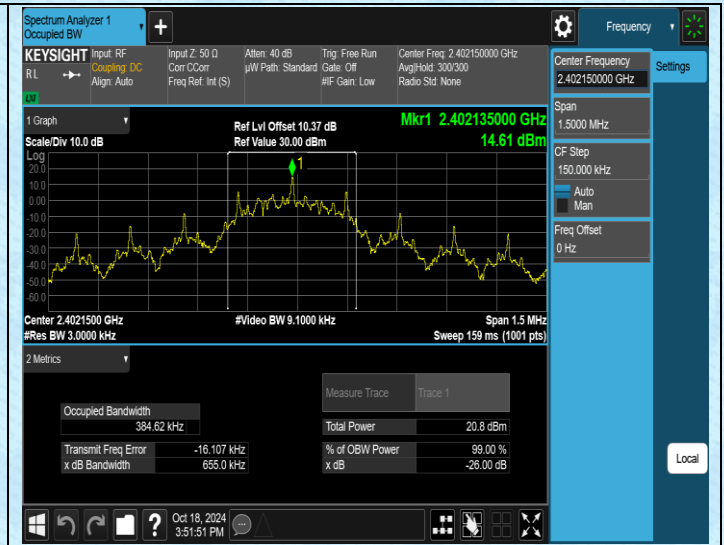 Spectrum Analyzer 1
Occupied BW
+
Frequency
KEYSIGHT
R L
LXI
Input: RF
Coupling: DC
Align: Auto
Input Z: 50 Ω
Corr CCorr
Freq Ref: Int (S)
Atten: 40 dB
µW Path: Standard
Trig: Free Run
Gate: Off
#IF Gain: Low
Center Freq: 2.402150000 GHz
Avg|Hold: 300/300
Radio Std: None
Center Frequency
2.402150000 GHz
Settings
Span
1.5000 MHz
CF Step
150.000 kHz
Auto
Man
Freq Offset
0 Hz
Local
1 Graph
Scale/Div 10.0 dB
Ref Lvl Offset 10.37 dB
Ref Value 30.00 dBm
Mkr1 2.402135000 GHz
14.61 dBm
Log
20.0
10.0
0.00
-10.0
-20.0
-30.0
-40.0
-50.0
-60.0
1
Center 2.4021500 GHz
#Res BW 3.0000 kHz
#Video BW 9.1000 kHz
Span 1.5 MHz
Sweep 159 ms (1001 pts)
2 Metrics
Measure Trace Trace 1
Occupied Bandwidth
384.62 kHz
Total Power 20.8 dBm
Transmit Freq Error -16.107 kHz
% of OBW Power 99.00 %
x dB Bandwidth 655.0 kHz
x dB -26.00 dB
?
Oct 18, 2024
3:51:51 PM